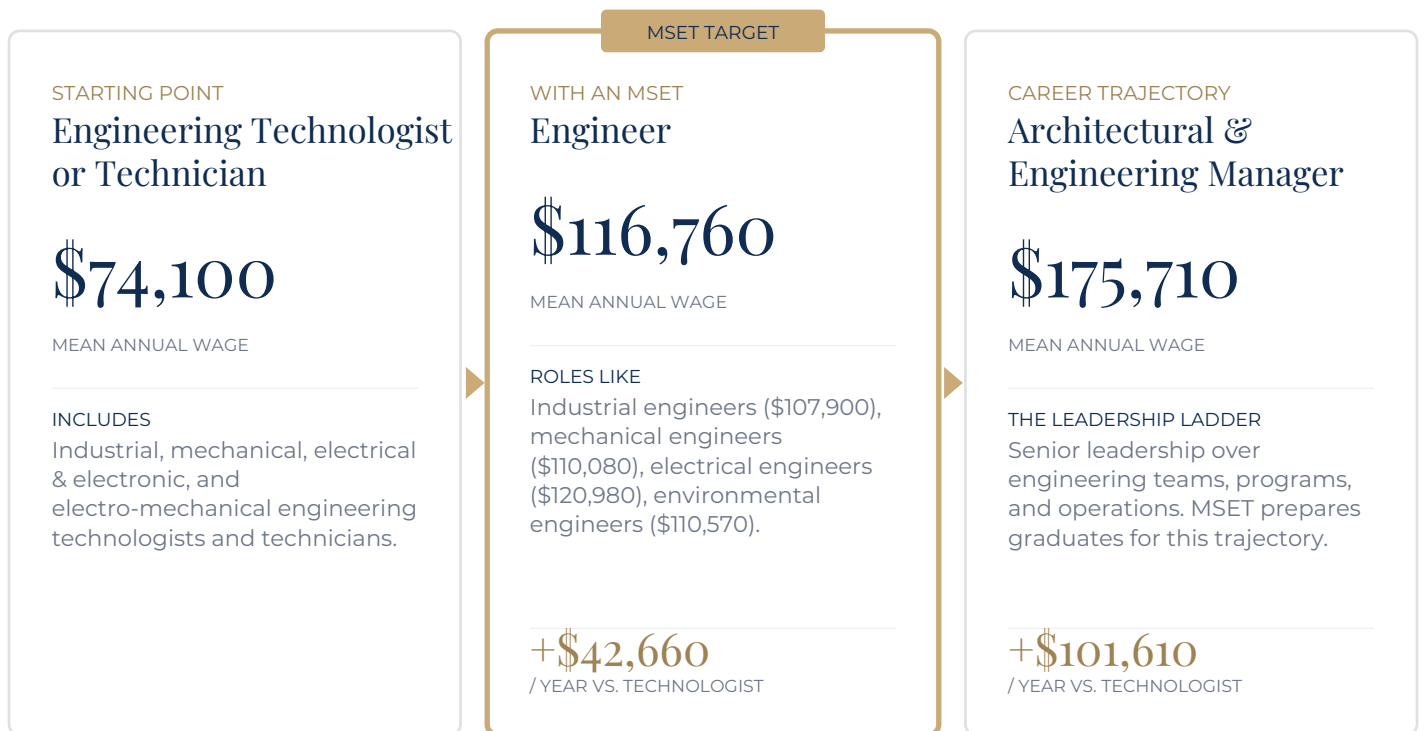 STARTING POINT
Engineering Technologist
or Technician
$74,100
MEAN ANNUAL WAGE
INCLUDES
Industrial, mechanical, electrical
& electronic, and
electro-mechanical engineering
technologists and technicians.
MSET TARGET
WITH AN MSET
Engineer
$116,760
MEAN ANNUAL WAGE
ROLES LIKE
Industrial engineers ($107,900),
mechanical engineers
($110,080), electrical engineers
($120,980), environmental
engineers ($110,570).
+$42,660
/ YEAR VS. TECHNOLOGIST
CAREER TRAJECTORY
Architectural &
Engineering Manager
$175,710
MEAN ANNUAL WAGE
THE LEADERSHIP LADDER
Senior leadership over
engineering teams, programs,
and operations. MSET prepares
graduates for this trajectory.
+$101,610
/ YEAR VS. TECHNOLOGIST